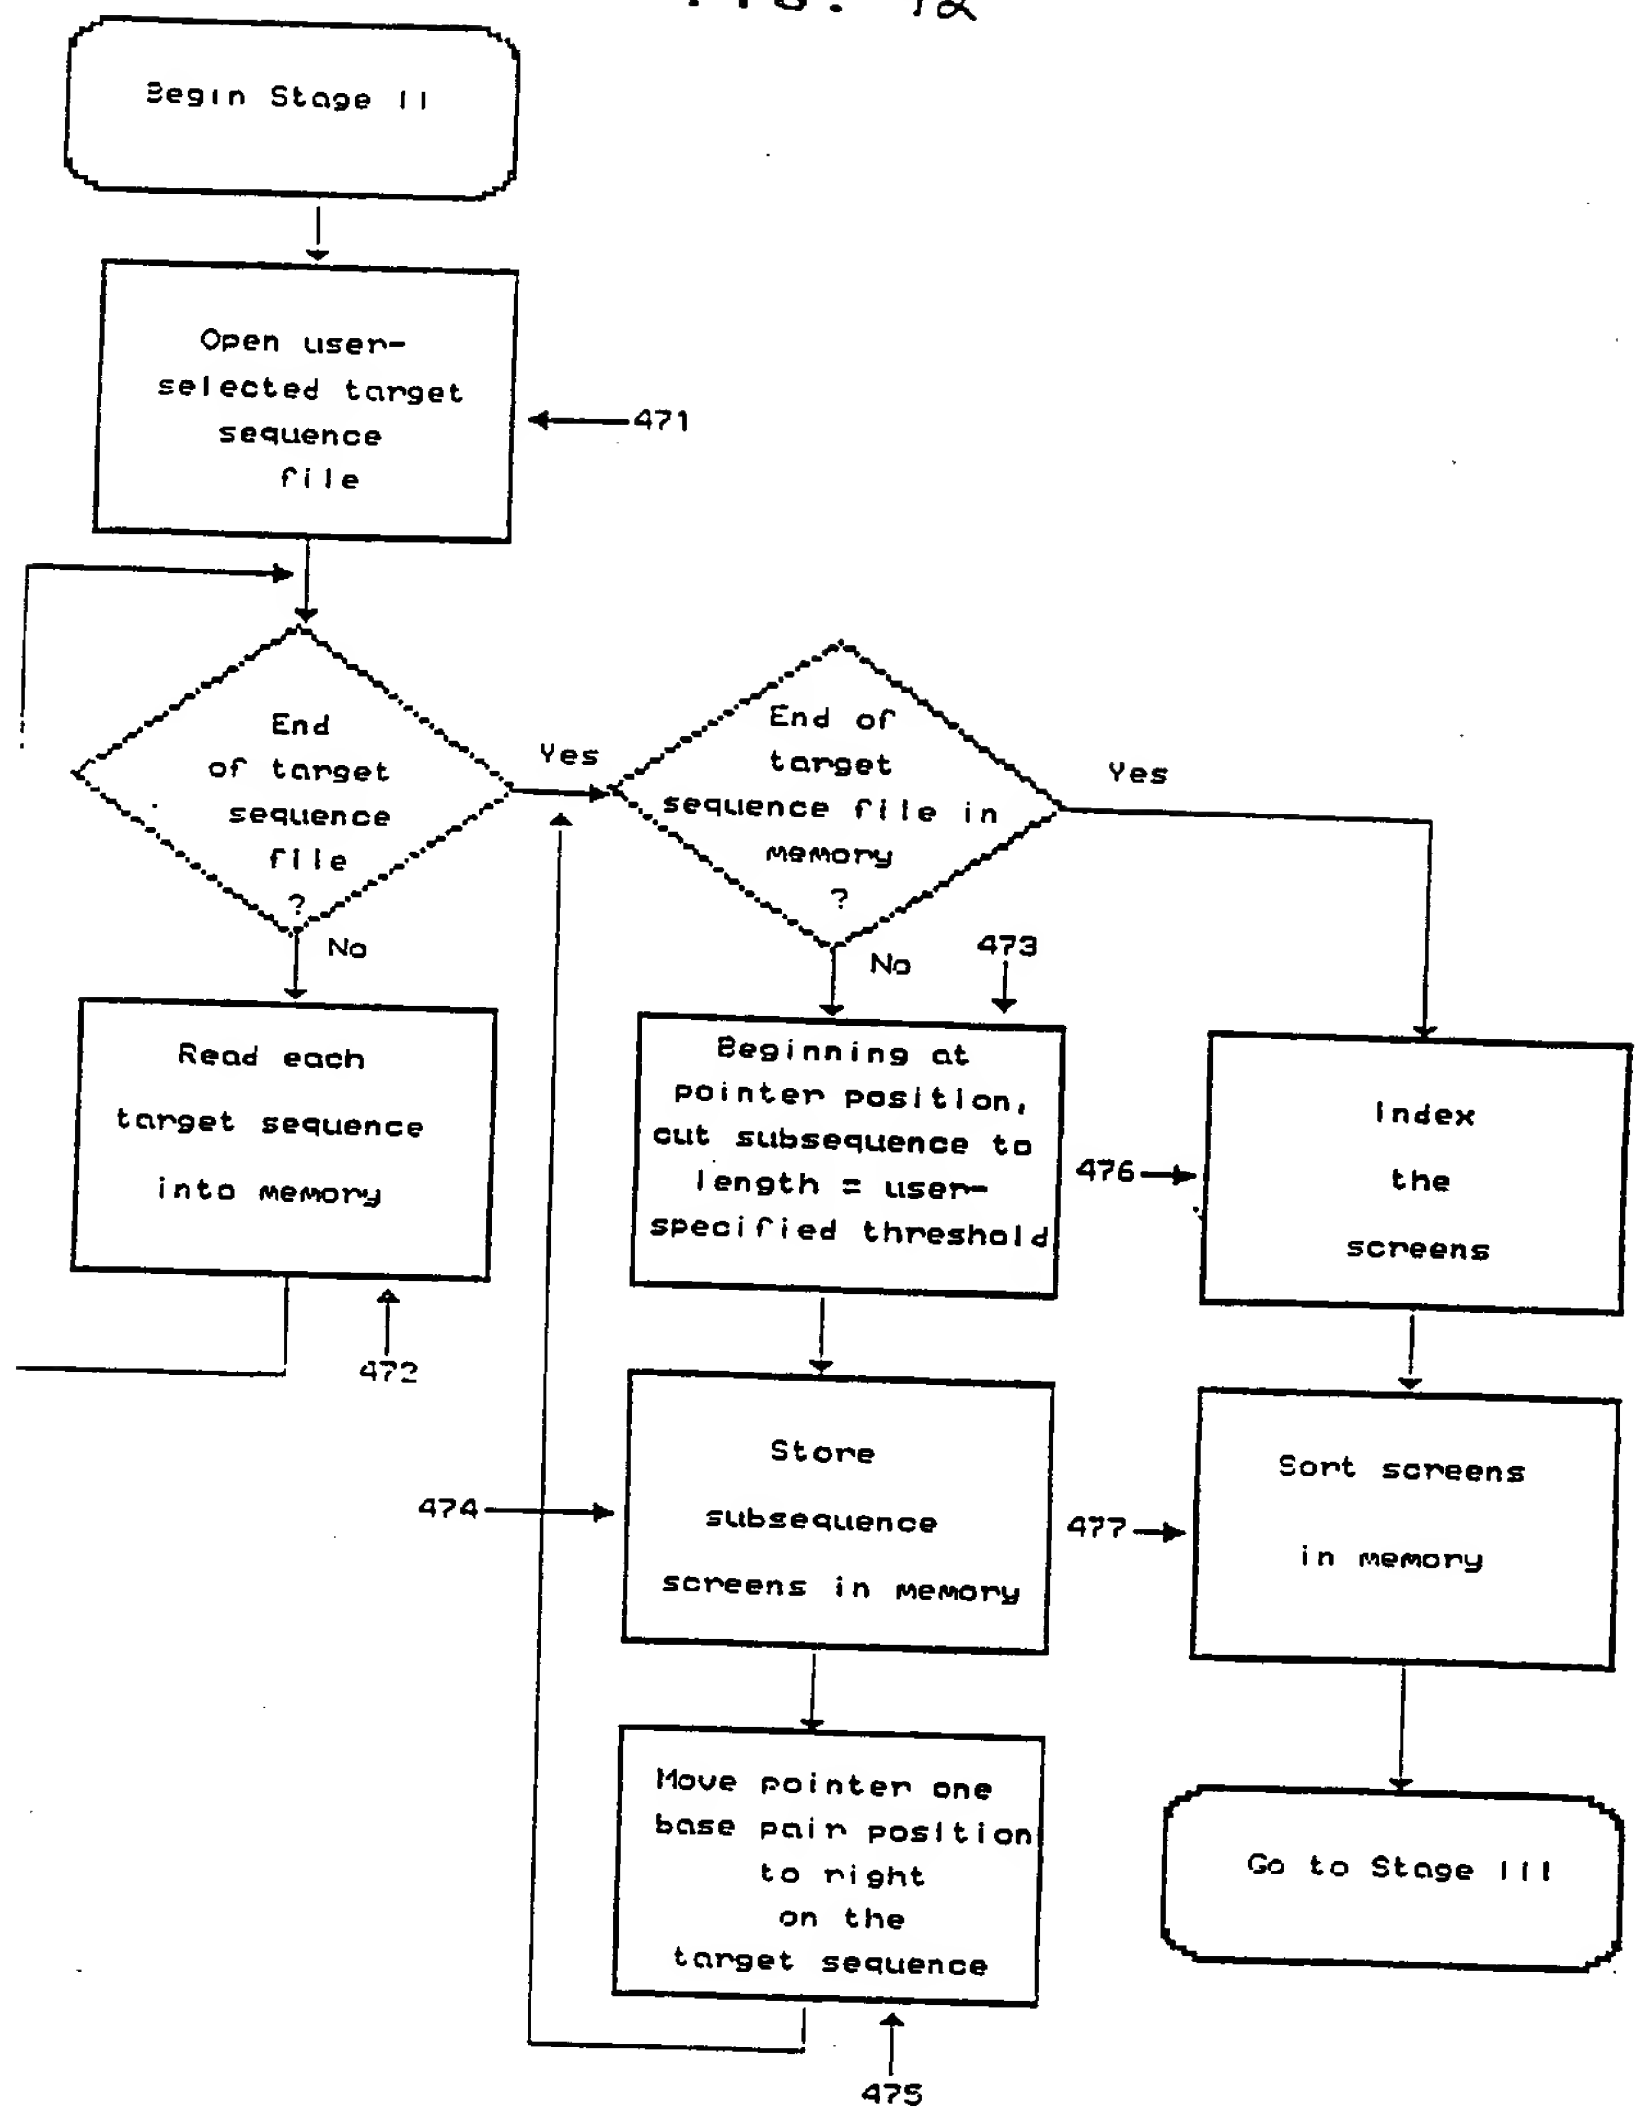 Begin Stage II
Open user-
selected target
sequence
file
471
End
of target
sequence
file
?
Yes
No
Read each
target sequence
into memory
472
End of
target
sequence file in
memory
?
Yes
No
473
Beginning at
pointer position,
cut subsequence to
length = user-
specified threshold
474
Store
subsequence
screens in memory
Move pointer one
base pair position
to right
on the
target sequence
475
476
Index
the
screens
477
Sort screens
in memory
Go to Stage III